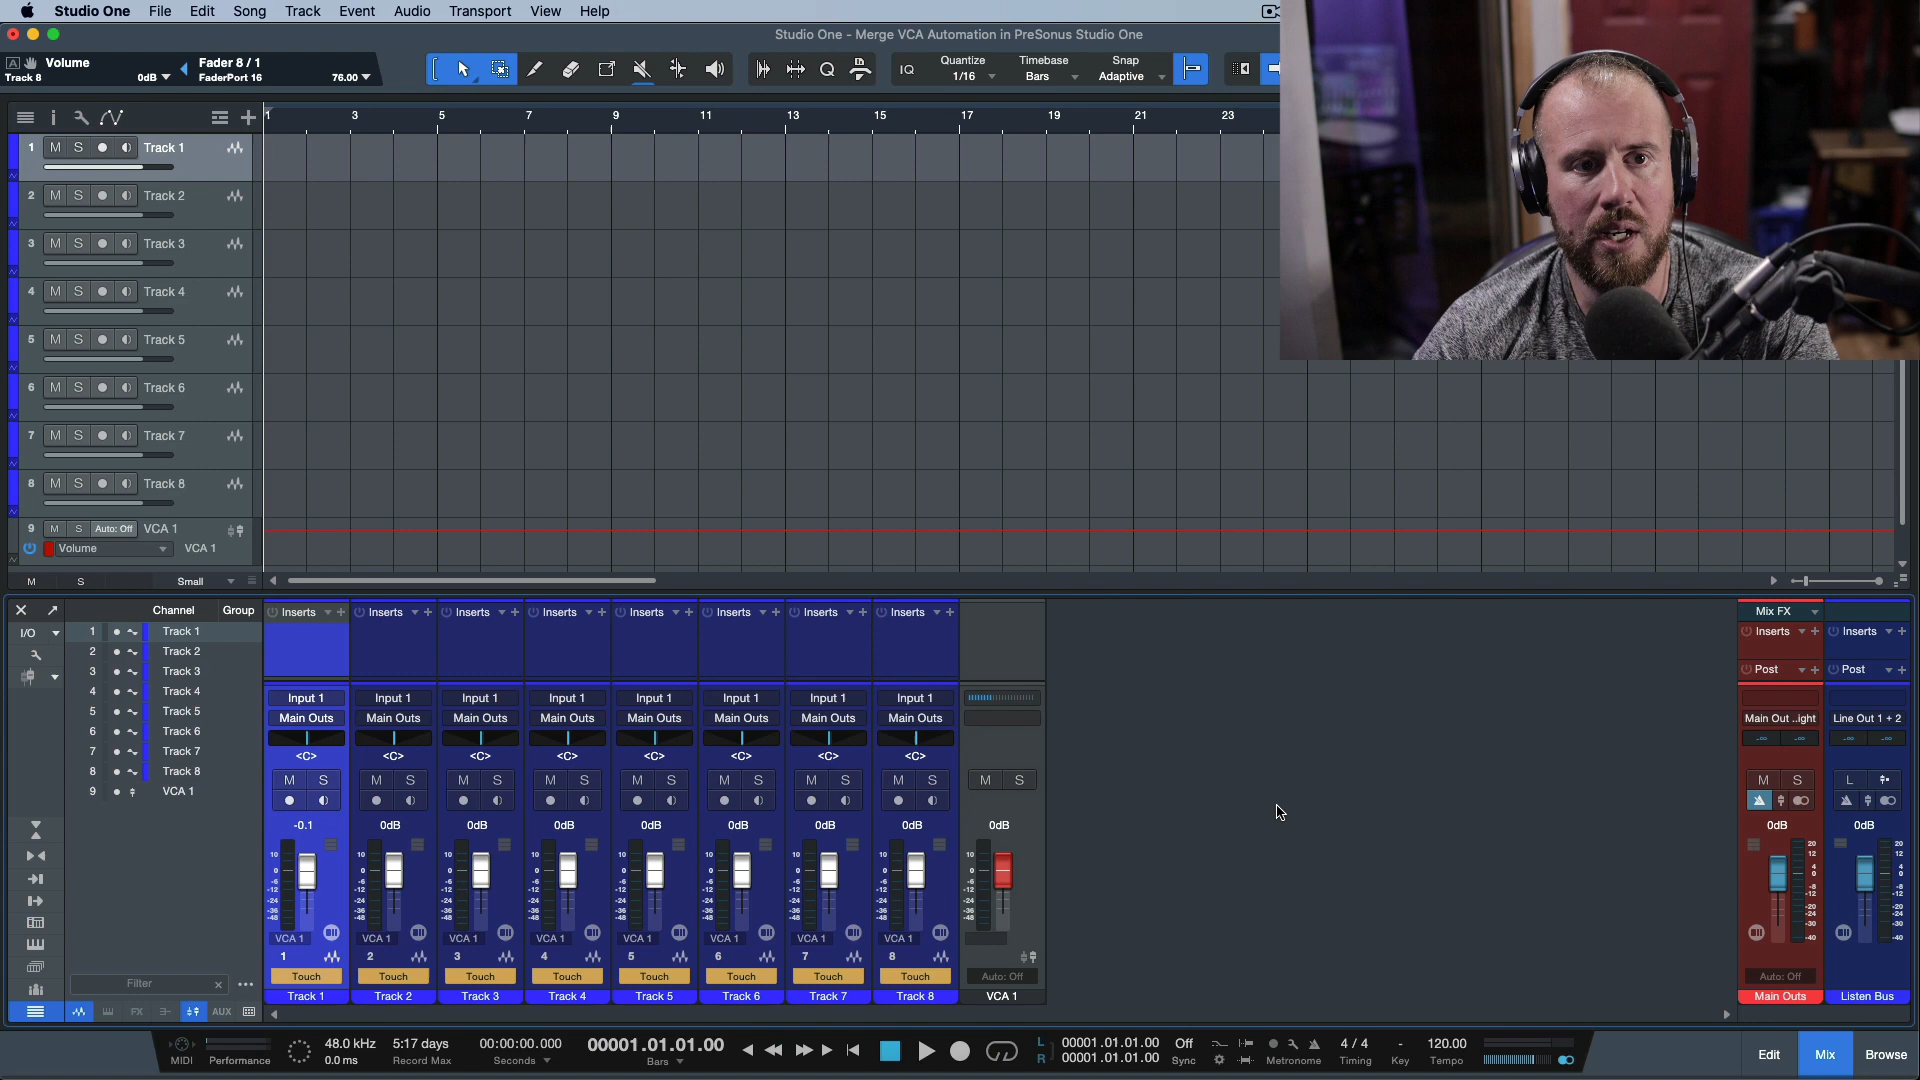 Studio One File Edit Song Track Event Audio Transport View Help
Studio One - Merge VCA Automation in PreSonus Studio One
A Volume Fader 8 / 1
Track 8 0dB FaderPort 16 76.00
IQ Quantize 1/16 Timebase Bars Snap Adaptive
1 3 5 7 9 11 13 15 17 19 21 23
1 M S Track 1
2 M S Track 2
3 M S Track 3
4 M S Track 4
5 M S Track 5
6 M S Track 6
7 M S Track 7
8 M S Track 8
9 M S Auto: Off VCA 1
Volume VCA 1
M S Small
Channel Group
I/O
1 Track 1
2 Track 2
3 Track 3
4 Track 4
5 Track 5
6 Track 6
7 Track 7
8 Track 8
9 VCA 1
Filter
FX AUX
Inserts Inserts Inserts Inserts Inserts Inserts Inserts Inserts
Input 1 Input 1 Input 1 Input 1 Input 1 Input 1 Input 1 Input 1
Main Outs Main Outs Main Outs Main Outs Main Outs Main Outs Main Outs Main Outs
<C> <C> <C> <C> <C> <C> <C> <C>
M S M S M S M S M S M S M S M S M S
-0.1 0dB 0dB 0dB 0dB 0dB 0dB 0dB 0dB
10 0 -6 -12 -24 -36 -48
VCA 1 VCA 1 VCA 1 VCA 1 VCA 1 VCA 1 VCA 1 VCA 1
1 2 3 4 5 6 7 8
Touch Touch Touch Touch Touch Touch Touch Touch Auto: Off
Track 1 Track 2 Track 3 Track 4 Track 5 Track 6 Track 7 Track 8 VCA 1
Mix FX
Inserts Inserts
Post Post
Main Out ..ight Line Out 1 + 2
-∞ -∞ -∞ -∞
M S L
0dB 0dB
Auto: Off
Main Outs Listen Bus
MIDI Performance
48.0 kHz
0.0 ms
5:17 days
Record Max
00:00:00.000
Seconds
00001.01.01.00
Bars
L 00001.01.01.00
R 00001.01.01.00
Off
Sync
Metronome
4 / 4
Timing
-
Key
120.00
Tempo
Edit Mix Browse